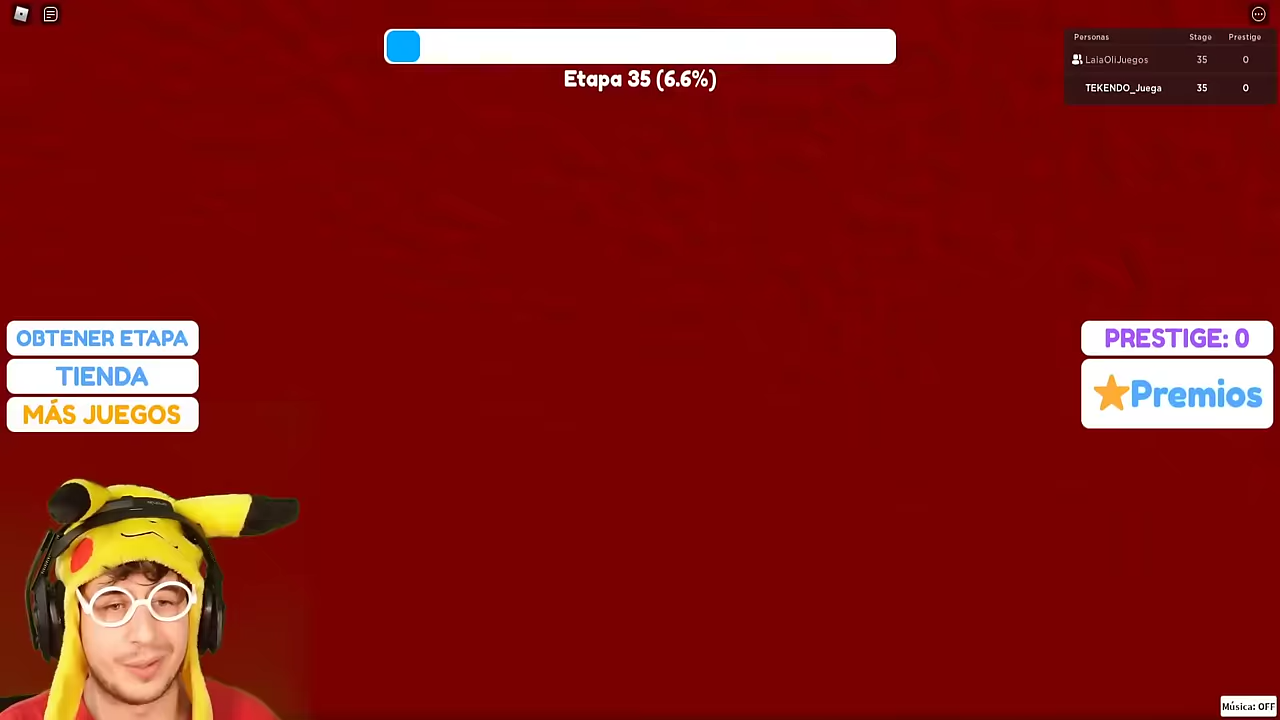 Etapa 35 (6.6%)
Personas Stage Prestige
LalaOliJuegos 35 0
TEKENDO_Juega 35 0
OBTENER ETAPA
TIENDA
MÁS JUEGOS
PRESTIGE: 0
Premios
Música: OFF